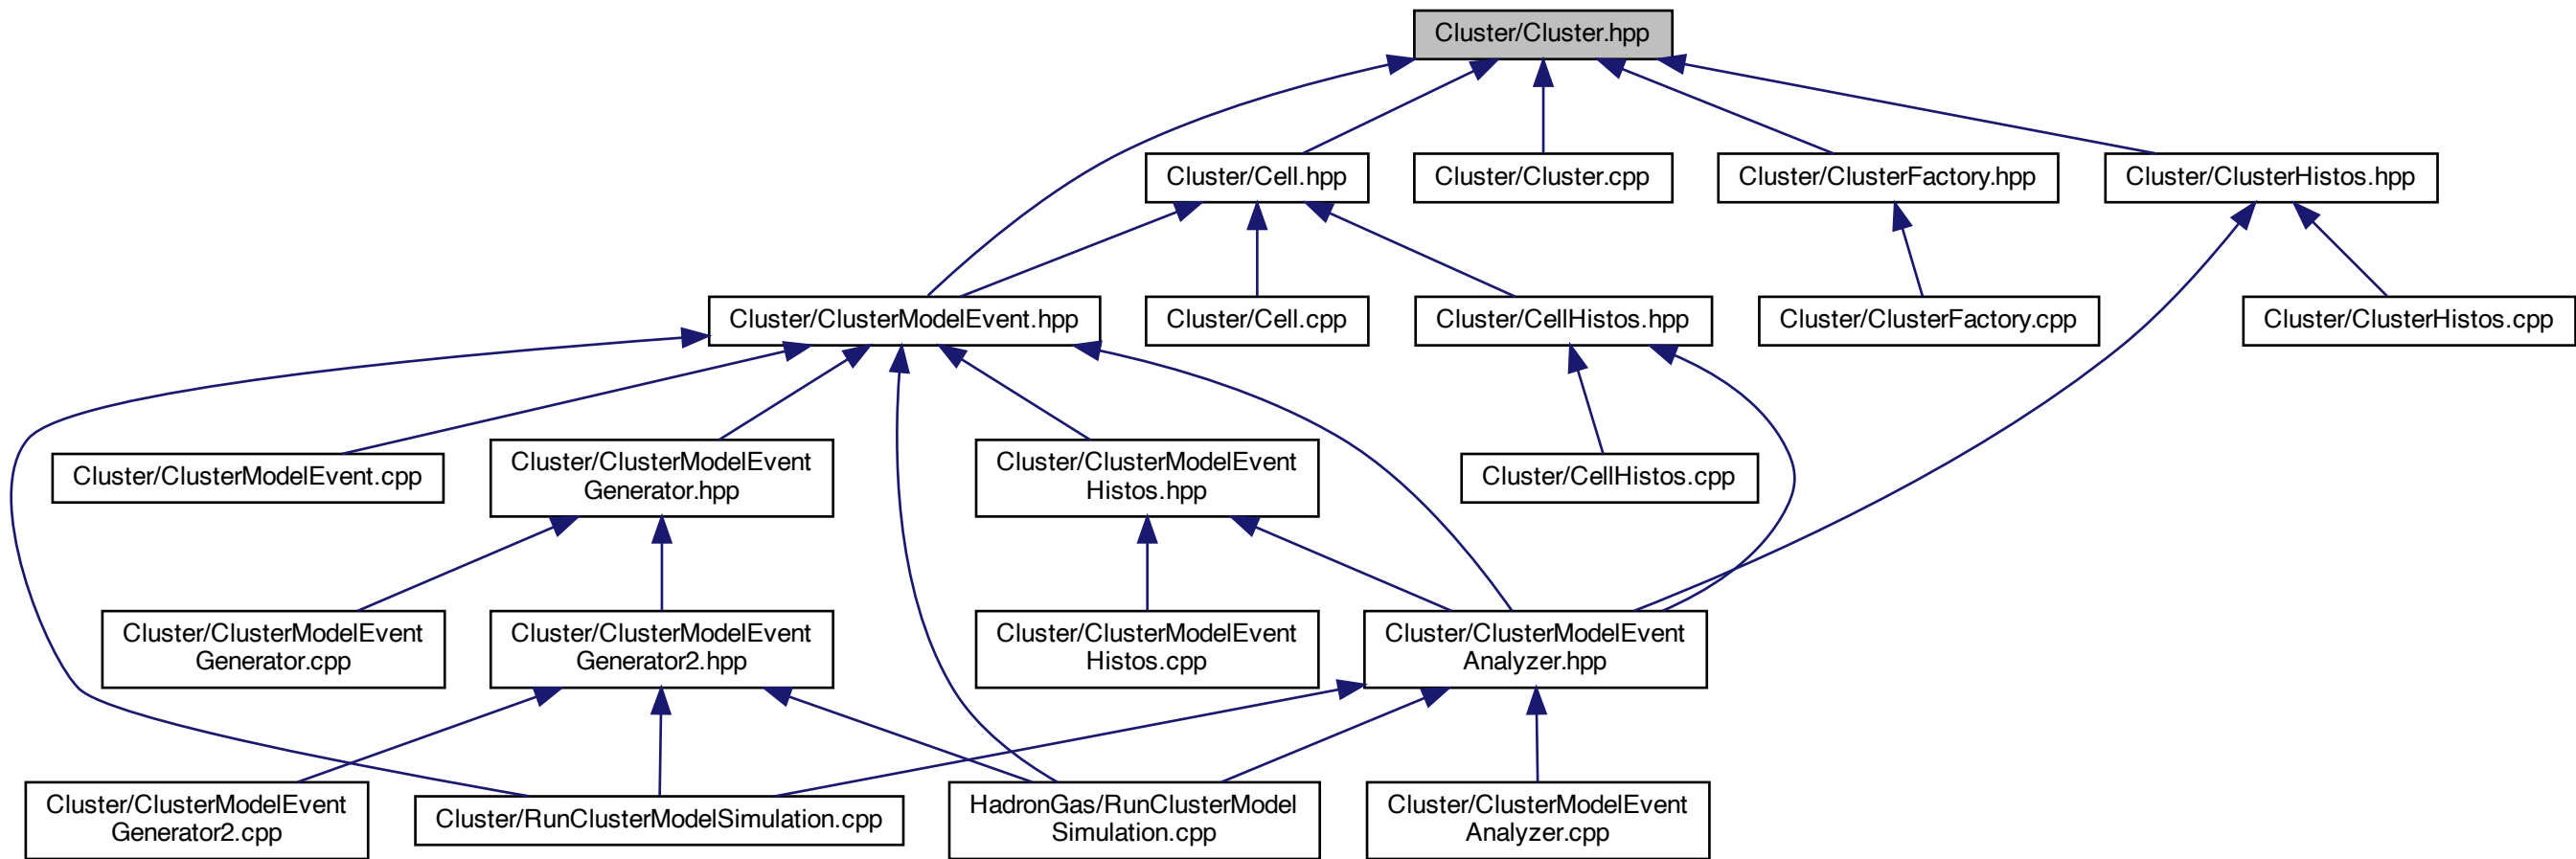 Cluster/Cluster.hpp
Cluster/Cell.hpp
Cluster/Cluster.cpp
Cluster/ClusterFactory.hpp
Cluster/ClusterHistos.hpp
Cluster/ClusterModelEvent.hpp
Cluster/Cell.cpp
Cluster/CellHistos.hpp
Cluster/ClusterFactory.cpp
Cluster/ClusterHistos.cpp
Cluster/ClusterModelEvent.cpp
Cluster/ClusterModelEvent
Generator.hpp
Cluster/ClusterModelEvent
Histos.hpp
Cluster/CellHistos.cpp
Cluster/ClusterModelEvent
Generator.cpp
Cluster/ClusterModelEvent
Generator2.hpp
Cluster/ClusterModelEvent
Histos.cpp
Cluster/ClusterModelEvent
Analyzer.hpp
Cluster/ClusterModelEvent
Generator2.cpp
Cluster/RunClusterModelSimulation.cpp
HadronGas/RunClusterModel
Simulation.cpp
Cluster/ClusterModelEvent
Analyzer.cpp